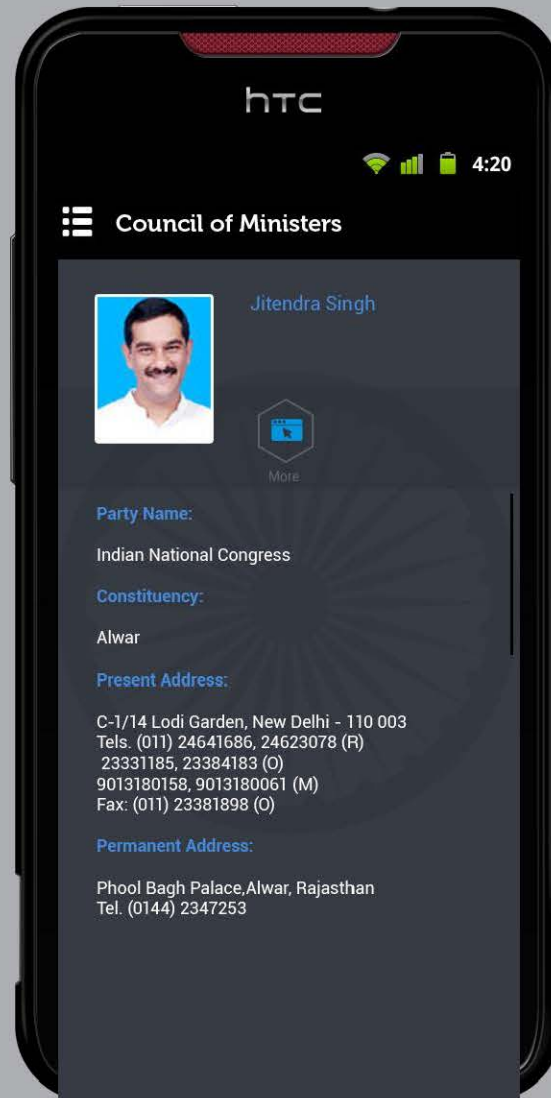 hTC
4:20
Council of Ministers
Jitendra Singh
More
Party Name:
Indian National Congress
Constituency:
Alwar
Present Address:
C-1/14 Lodi Garden, New Delhi - 110 003
Tels. (011) 24641686, 24623078 (R)
23331185, 23384183 (O)
9013180158, 9013180061 (M)
Fax: (011) 23381898 (O)
Permanent Address:
Phool Bagh Palace,Alwar, Rajasthan
Tel. (0144) 2347253